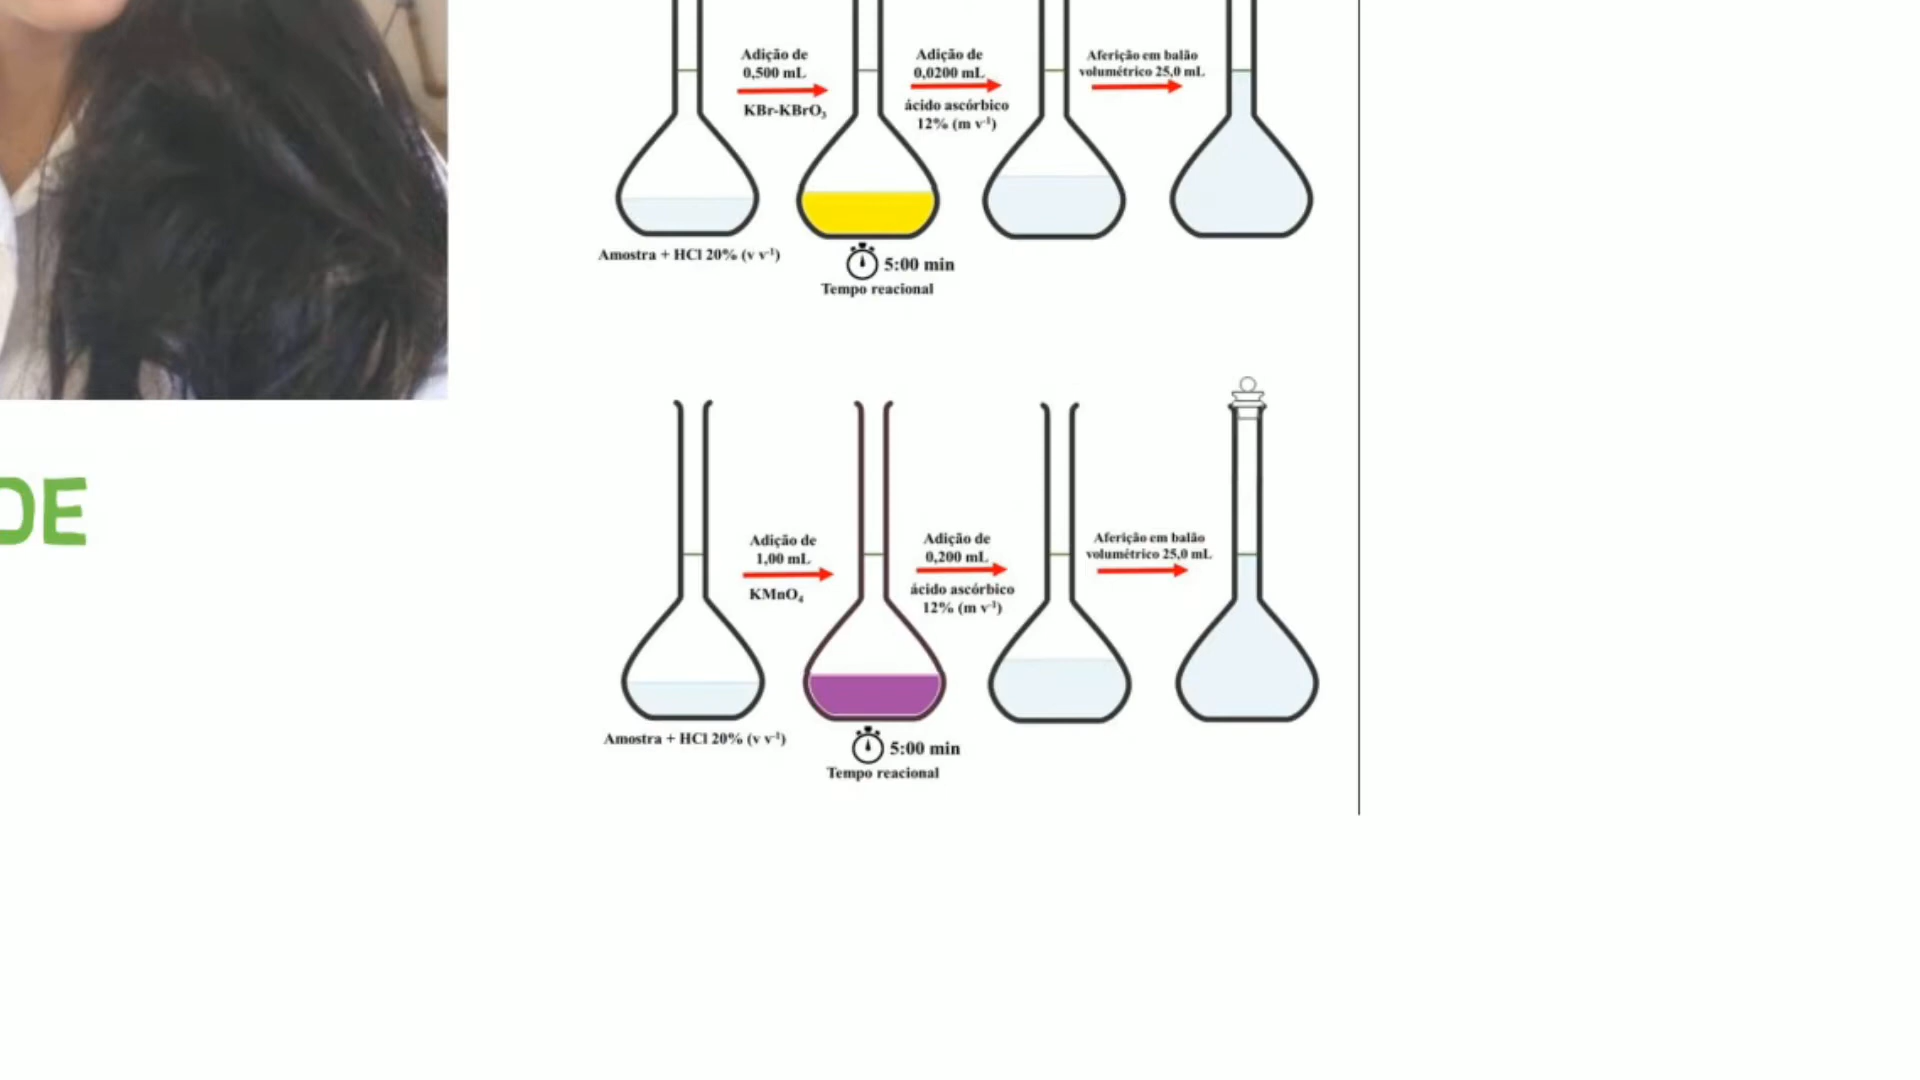 Adição de
0,500 mL
KBr-KBrO₃
Adição de
0,0200 mL
ácido ascórbico
12% (m v⁻¹)
Aferição em balão
volumétrico 25,0 mL
Amostra + HCl 20% (v v⁻¹)
5:00 min
Tempo reacional
DE
Adição de
1,00 mL
KMnO₄
Adição de
0,200 mL
ácido ascórbico
12% (m v⁻¹)
Aferição em balão
volumétrico 25,0 mL
Amostra + HCl 20% (v v⁻¹)
5:00 min
Tempo reacional